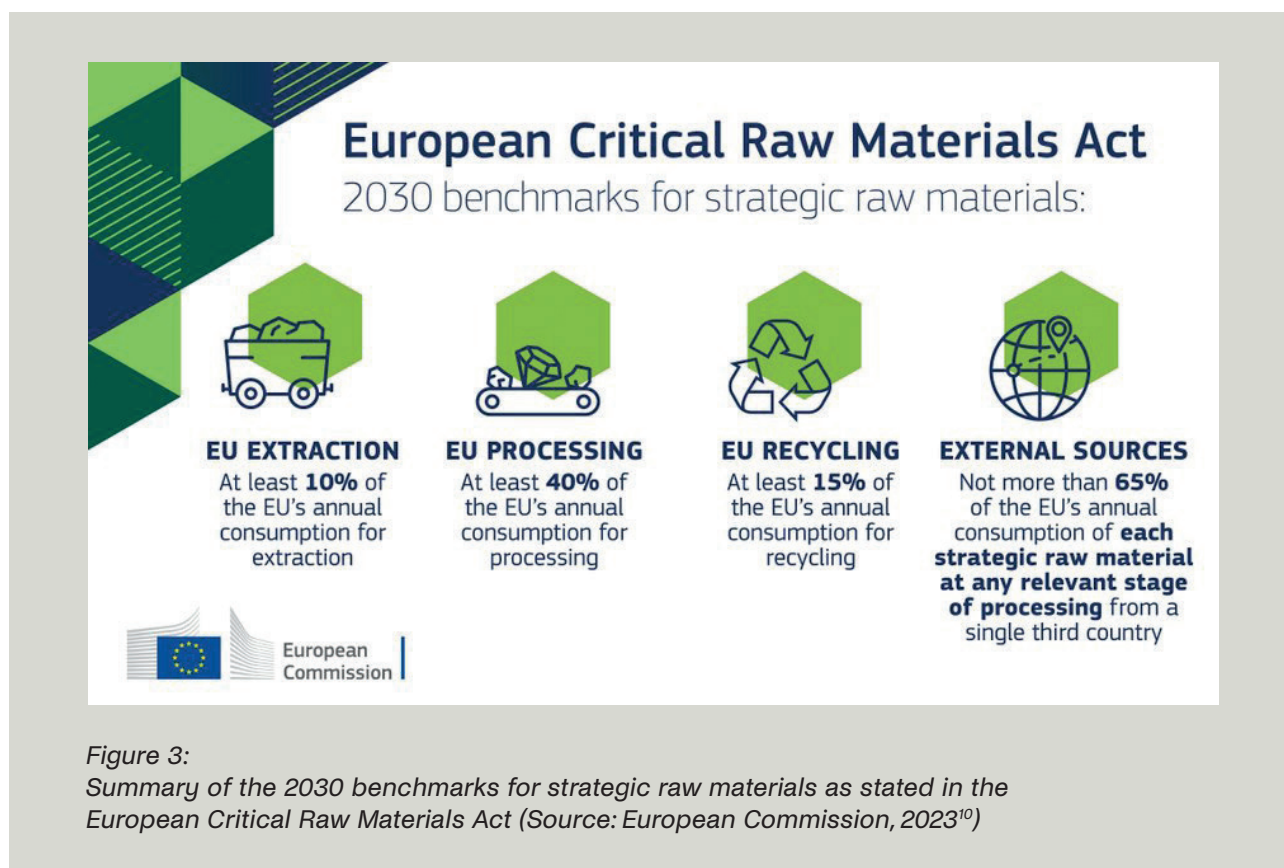 European Critical Raw Materials Act
2030 benchmarks for strategic raw materials:
EU EXTRACTION
At least 10% of
the EU's annual
consumption for
extraction
EU PROCESSING
At least 40% of
the EU's annual
consumption for
processing
EU RECYCLING
At least 15% of
the EU's annual
consumption for
recycling
EXTERNAL SOURCES
Not more than 65%
of the EU's annual
consumption of each
strategic raw material
at any relevant stage
of processing from a
single third country
European
Commission
Figure 3:
Summary of the 2030 benchmarks for strategic raw materials as stated in the
European Critical Raw Materials Act (Source: European Commission, 2023¹⁰)